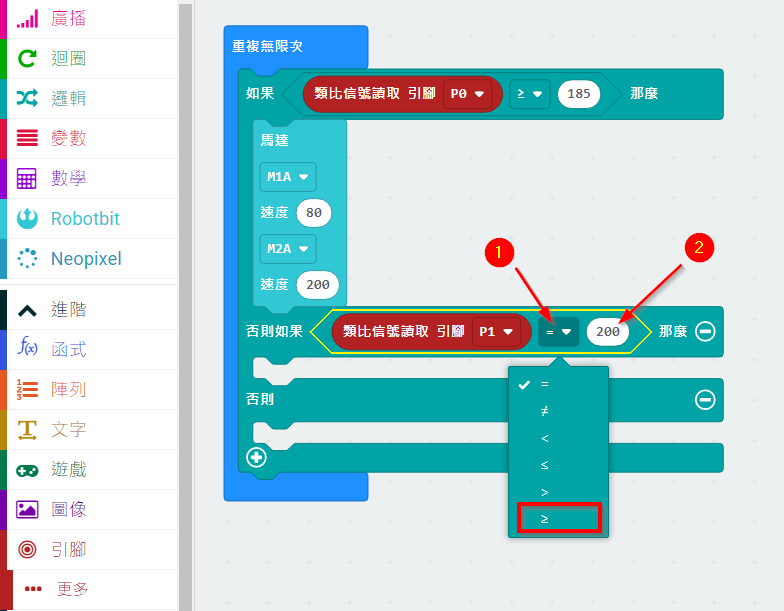 廣播
迴圈
邏輯
變數
數學
Robotbit
Neopixel
進階
函式
陣列
文字
遊戲
圖像
引腳
更多
重複無限次
如果 類比信號讀取 引腳 P0 ≥ 185 那麼
馬達
M1A
速度 80
M2A
速度 200
1
2
否則如果 類比信號讀取 引腳 P1 = 200 那麼
否則
=
≠
<
≤
>
≥